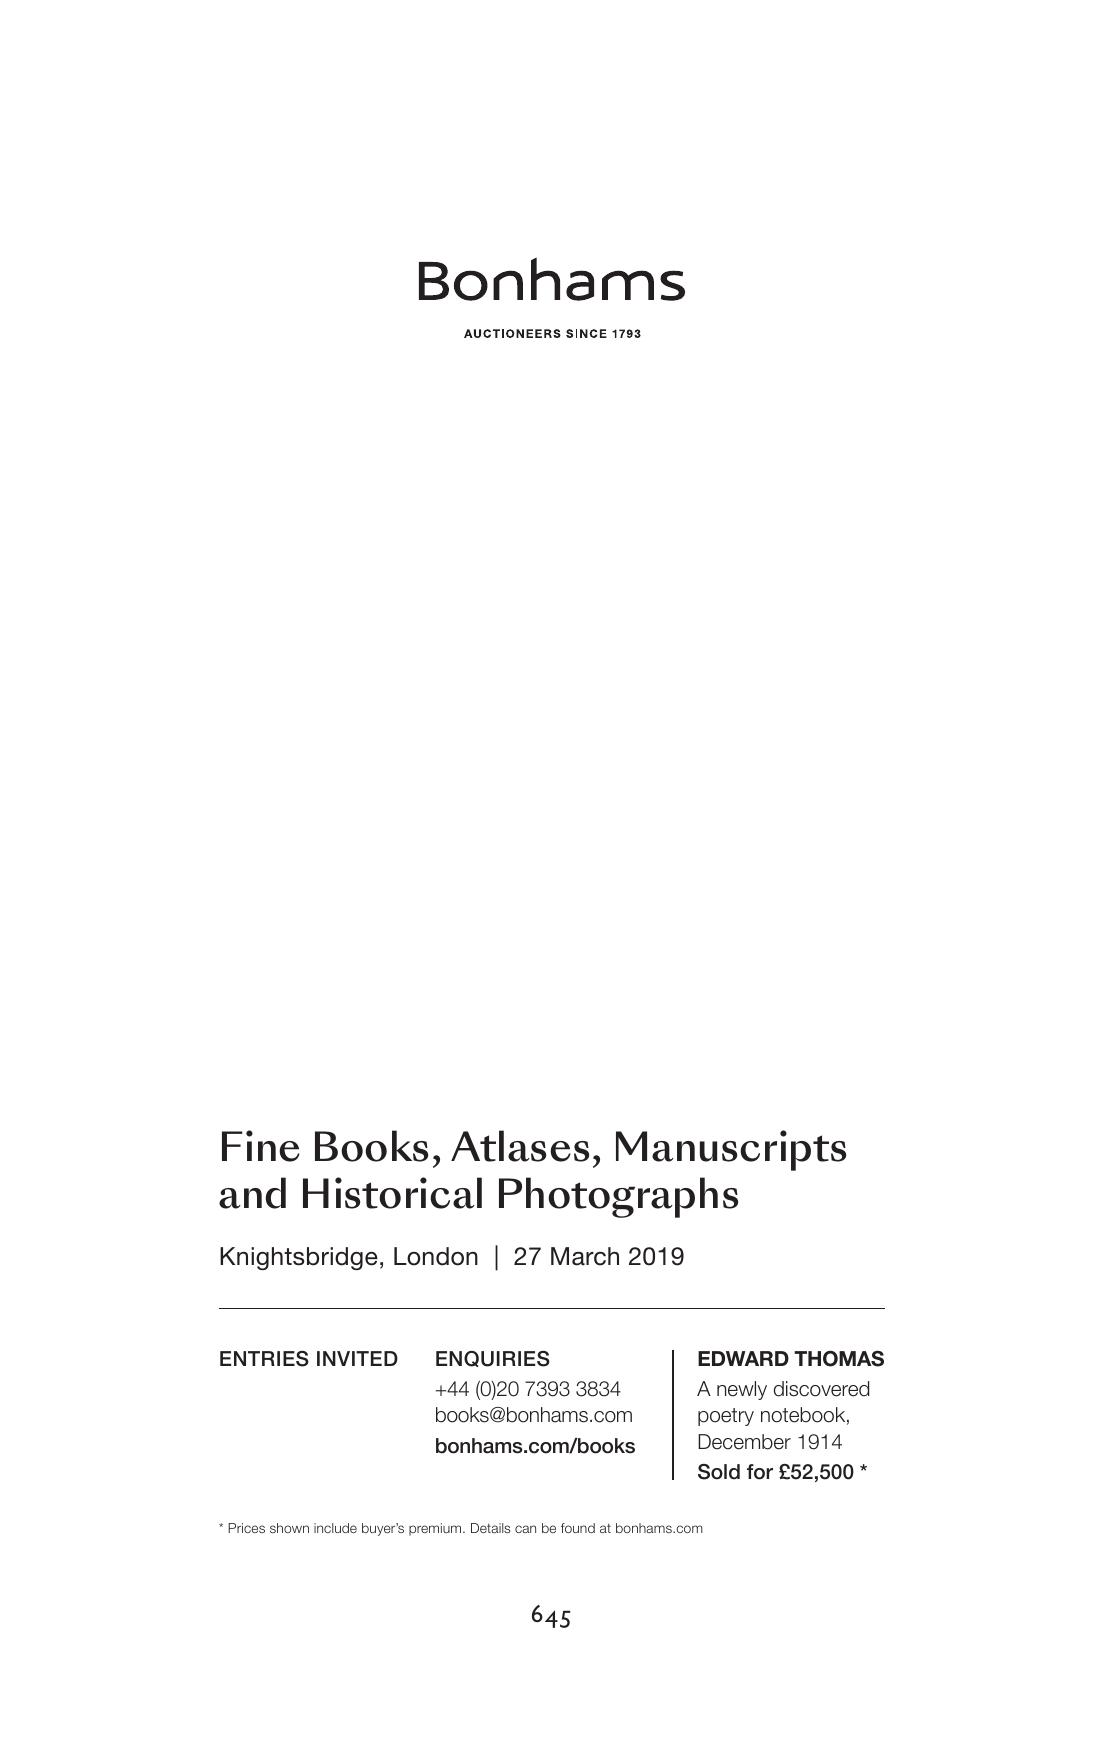 Bonhams
AUCTIONEERS SINCE 1793
Fine Books, Atlases, Manuscripts
and Historical Photographs
Knightsbridge, London | 27 March 2019
ENTRIES INVITED
ENQUIRIES
+44 (0)20 7393 3834
books@bonhams.com
bonhams.com/books
EDWARD THOMAS
A newly discovered
poetry notebook,
December 1914
Sold for £52,500 *
* Prices shown include buyer's premium. Details can be found at bonhams.com
645